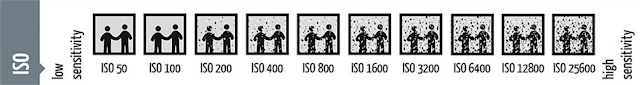 ISO
low
sensitivity
ISO 50
ISO 100
ISO 200
ISO 400
ISO 800
ISO 1600
ISO 3200
ISO 6400
ISO 12800
ISO 25600
high
sensitivity